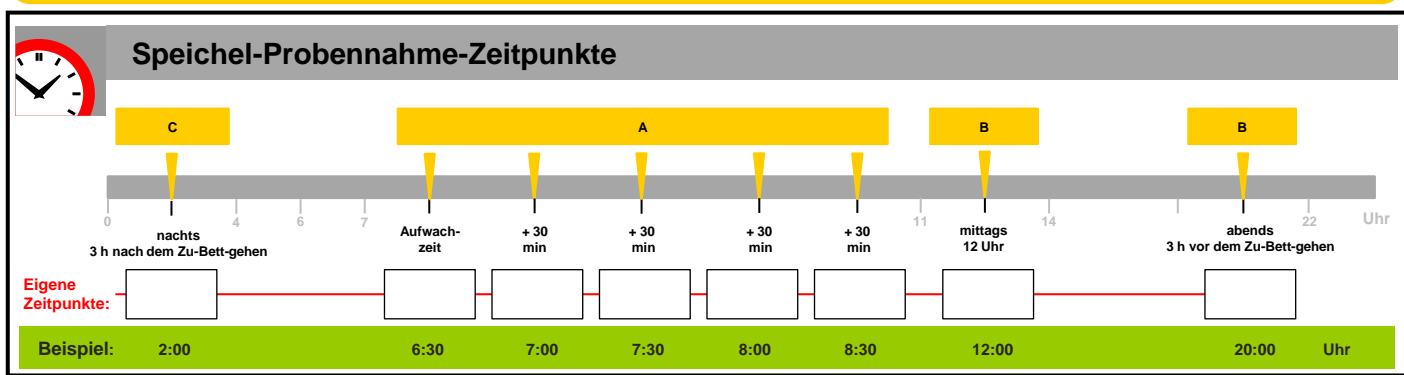 Speichel-Probennahme-Zeitpunkte
C A B B
0 4 6 7 11 14 22 Uhr
nachts
3 h nach dem Zu-Bett-gehen
Aufwach-
zeit
+ 30
min
+ 30
min
+ 30
min
+ 30
min
mittags
12 Uhr
abends
3 h vor dem Zu-Bett-gehen
Eigene
Zeitpunkte:
Beispiel: 2:00 6:30 7:00 7:30 8:00 8:30 12:00 20:00 Uhr